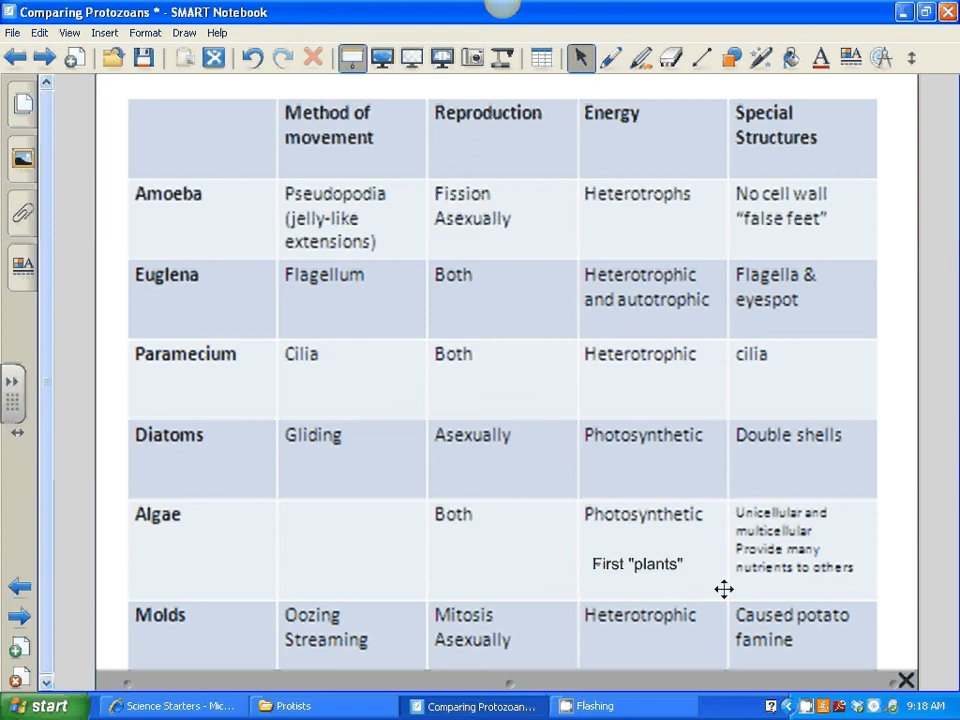 Comparing Protozoans * - SMART Notebook
File Edit View Insert Format Draw Help
Method of movement Reproduction Energy Special Structures
Amoeba Pseudopodia (jelly-like extensions) Fission Asexually Heterotrophs No cell wall "false feet"
Euglena Flagellum Both Heterotrophic and autotrophic Flagella & eyespot
Paramecium Cilia Both Heterotrophic cilia
Diatoms Gliding Asexually Photosynthetic Double shells
Algae Both Photosynthetic First "plants" Unicellular and multicellular Provide many nutrients to others
Molds Oozing Streaming Mitosis Asexually Heterotrophic Caused potato famine
start Science Starters - Mic... Protists Comparing Protozoan... Flashing 9:18 AM